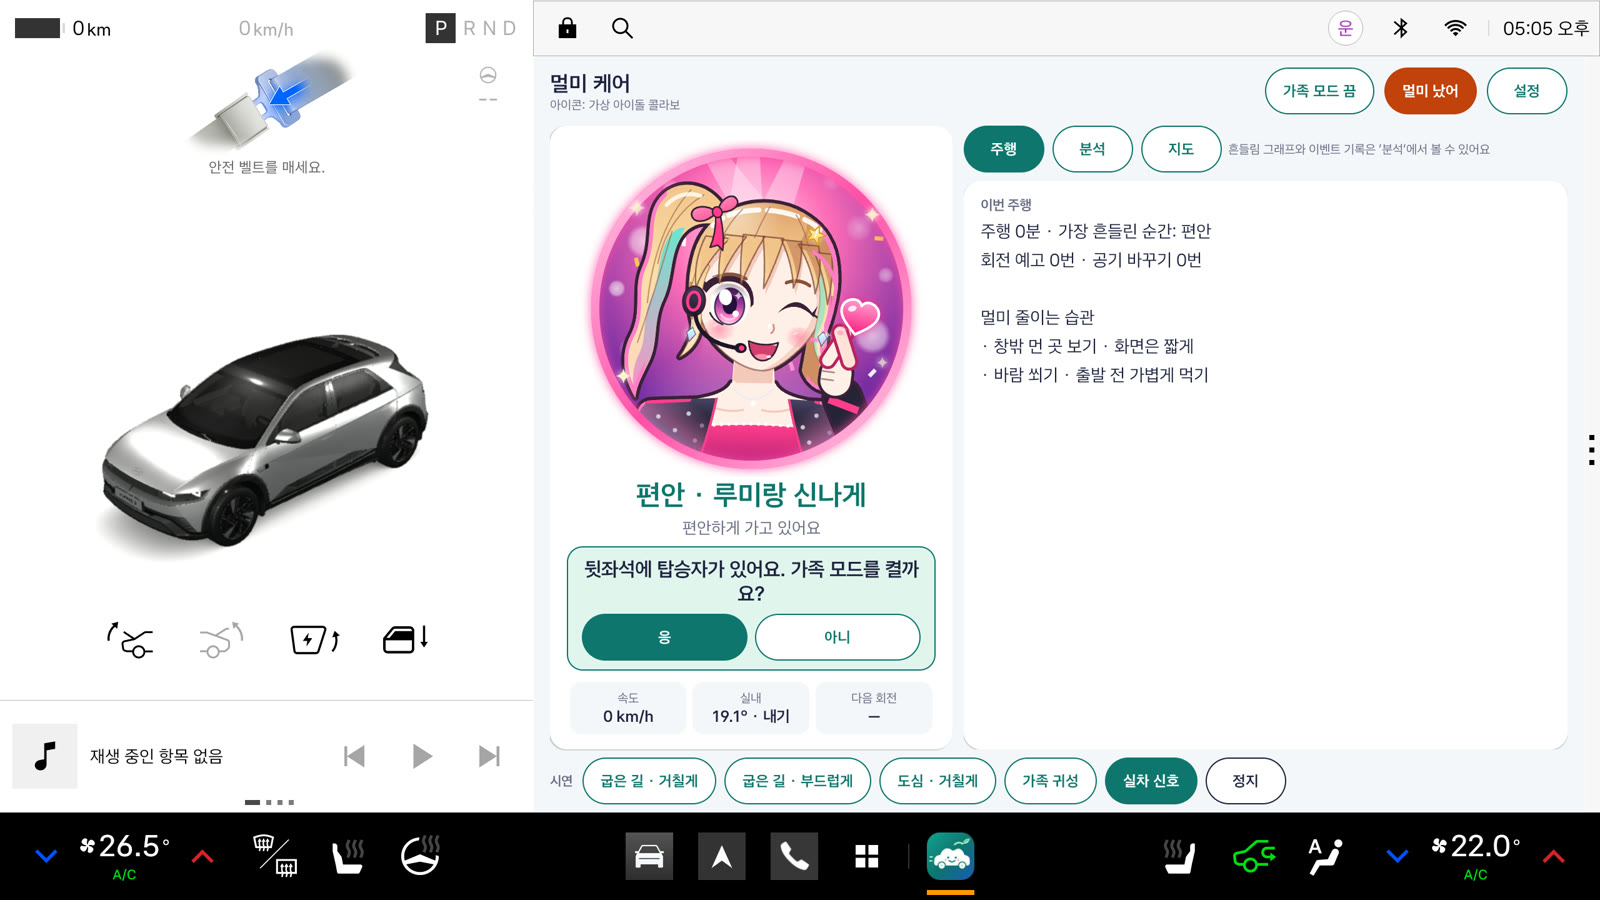 0 km
0 km/h
P R N D
--
안전 벨트를 매세요.
재생 중인 항목 없음
운
05:05 오후
멀미 케어
아이콘: 가상 아이돌 콜라보
가족 모드 끔
멀미 났어
설정
편안 · 루미랑 신나게
편안하게 가고 있어요
뒷좌석에 탑승자가 있어요. 가족 모드를 켤까
요?
응
아니
속도
0 km/h
실내
19.1° · 내기
다음 회전
—
주행
분석
지도
흔들림 그래프와 이벤트 기록은 '분석'에서 볼 수 있어요
이번 주행
주행 0분 · 가장 흔들린 순간: 편안
회전 예고 0번 · 공기 바꾸기 0번
멀미 줄이는 습관
· 창밖 먼 곳 보기 · 화면은 짧게
· 바람 쐬기 · 출발 전 가볍게 먹기
시연
굽은 길 · 거칠게
굽은 길 · 부드럽게
도심 · 거칠게
가족 귀성
실차 신호
정지
26.5°
A/C
A
22.0°
A/C